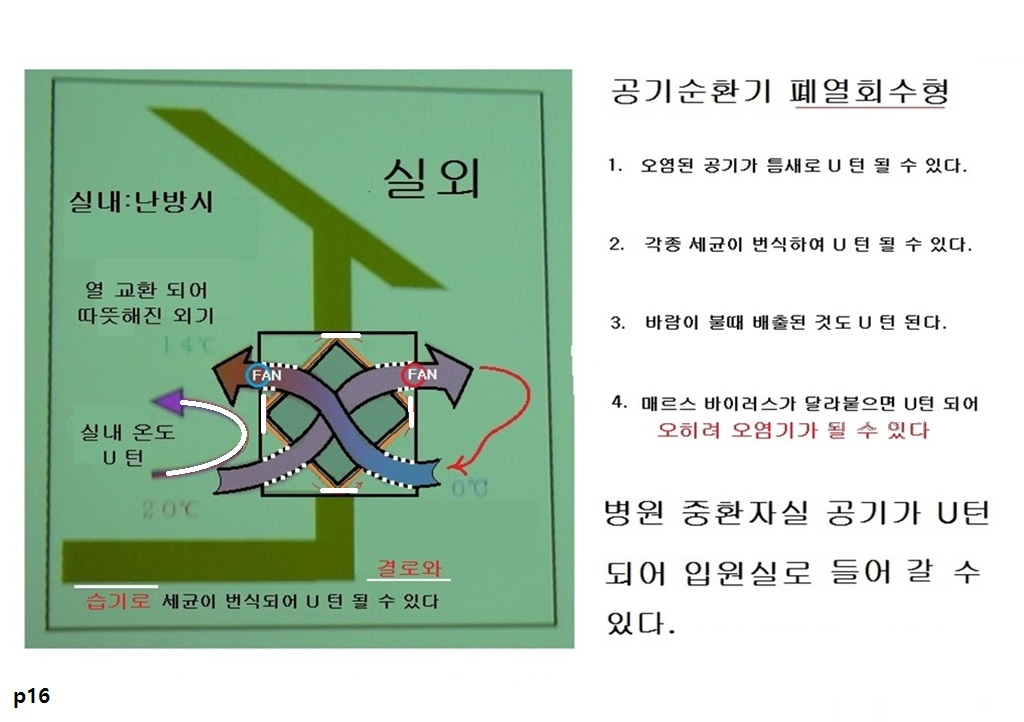 실외
실내:난방시
열 교환 되어
따뜻해진 외기
14℃
FAN
FAN
실내 온도
U 턴
20℃
0℃
결로와
습기로 세균이 번식되어 U 턴 될 수 있다
공기순환기 폐열회수형
1. 오염된 공기가 틈새로 U 턴 될 수 있다.
2. 각종 세균이 번식하여 U 턴 될 수 있다.
3. 바람이 불때 배출된 것도 U 턴 된다.
4. 매르스 바이러스가 달라붙으면 U턴 되어
오히려 오염기가 될 수 있다
병원 중환자실 공기가 U턴
되어 입원실로 들어 갈 수
있다.
p16